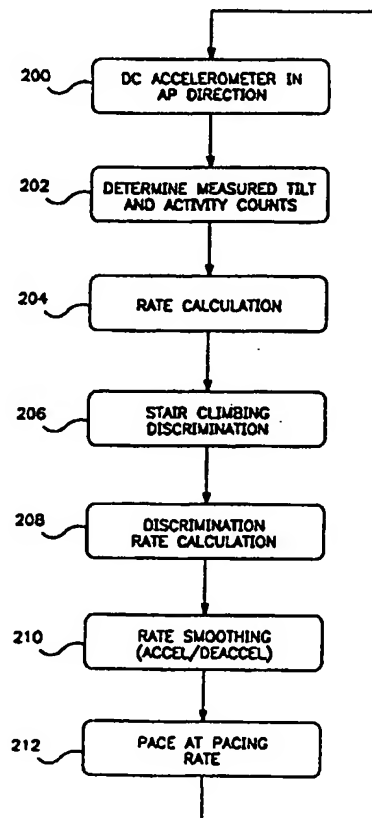 200
DC ACCELEROMETER IN
AP DIRECTION
202
DETERMINE MEASURED TILT
AND ACTIVITY COUNTS
204
RATE CALCULATION
206
STAIR CLIMBING
DISCRIMINATION
208
DISCRIMINATION
RATE CALCULATION
210
RATE SMOOTHING
(ACCEL/DEACCEL)
212
PACE AT PACING
RATE